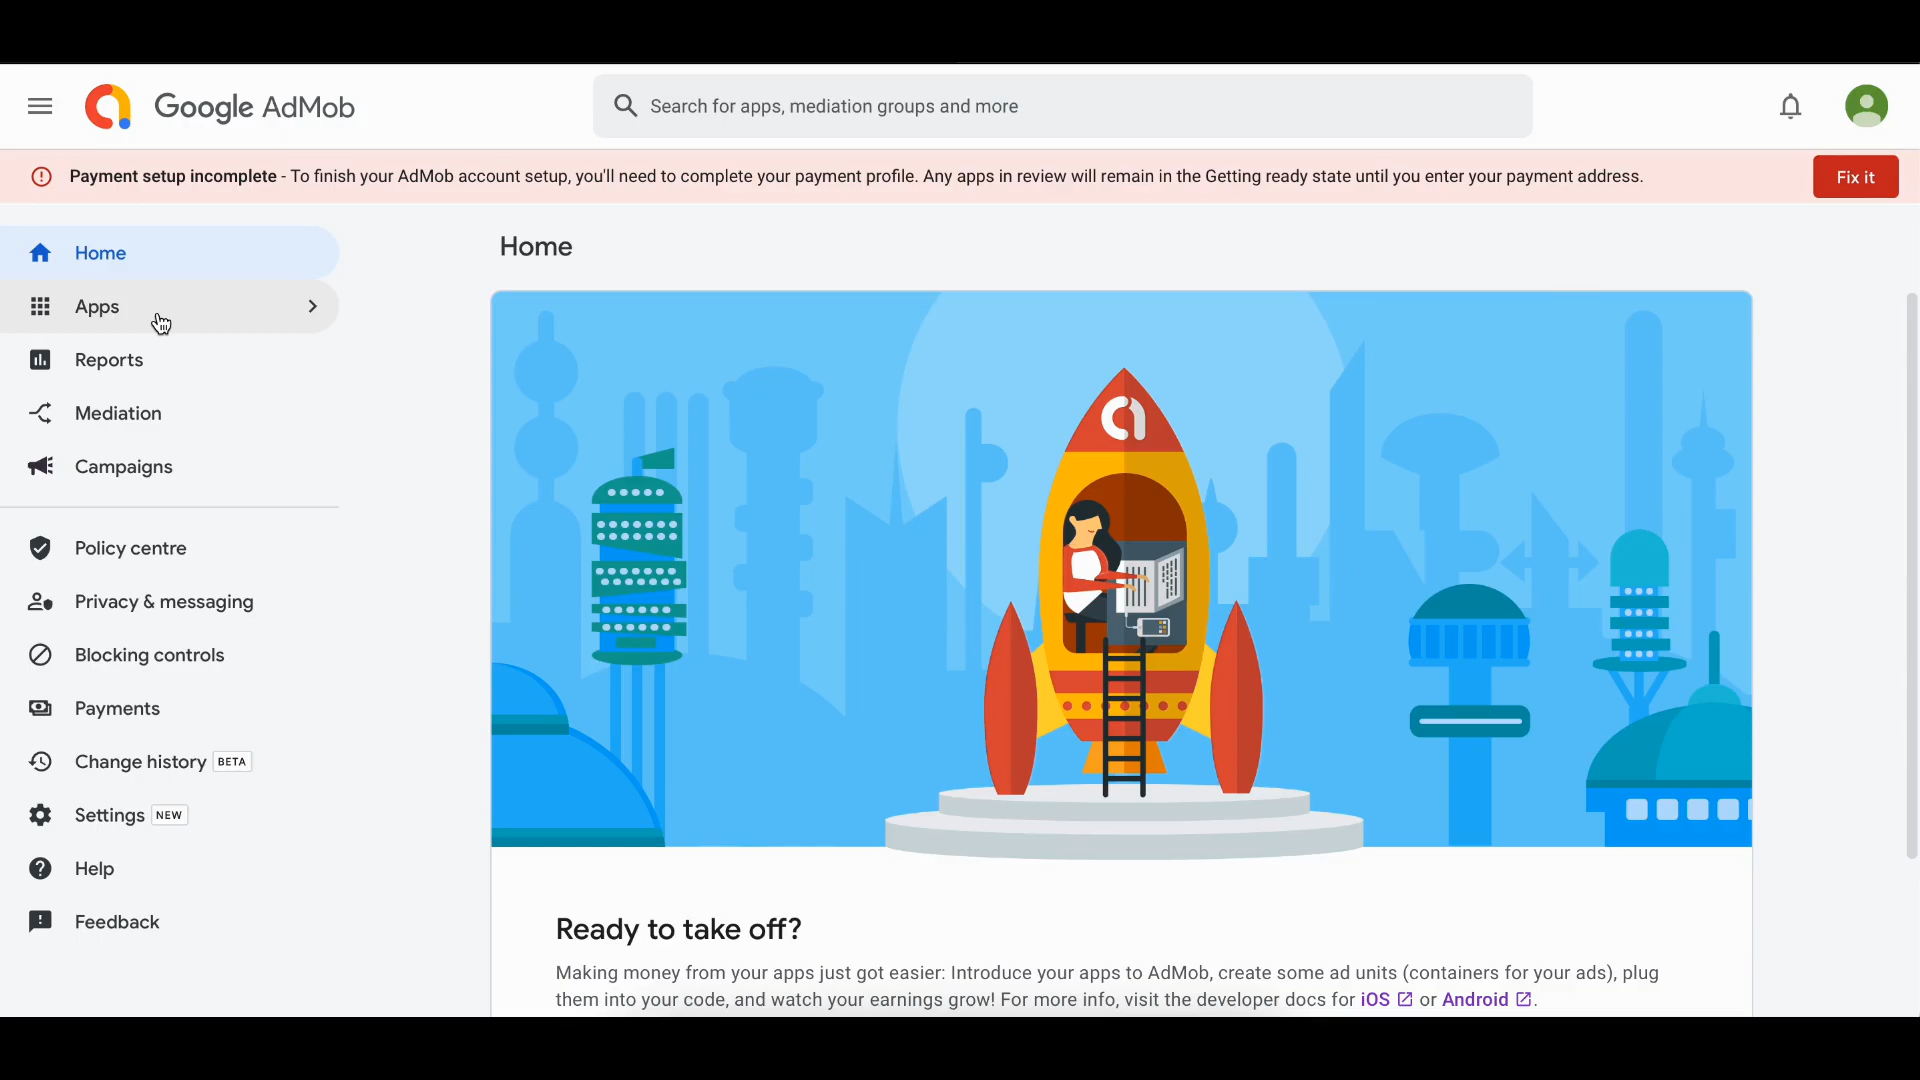 Google AdMob
Search for apps, mediation groups and more
Payment setup incomplete - To finish your AdMob account setup, you'll need to complete your payment profile. Any apps in review will remain in the Getting ready state until you enter your payment address.
Fix it
Home
Apps
Reports
Mediation
Campaigns
Policy centre
Privacy & messaging
Blocking controls
Payments
Change history BETA
Settings NEW
Help
Feedback
Home
Ready to take off?
Making money from your apps just got easier: Introduce your apps to AdMob, create some ad units (containers for your ads), plug
them into your code, and watch your earnings grow! For more info, visit the developer docs for iOS or Android.